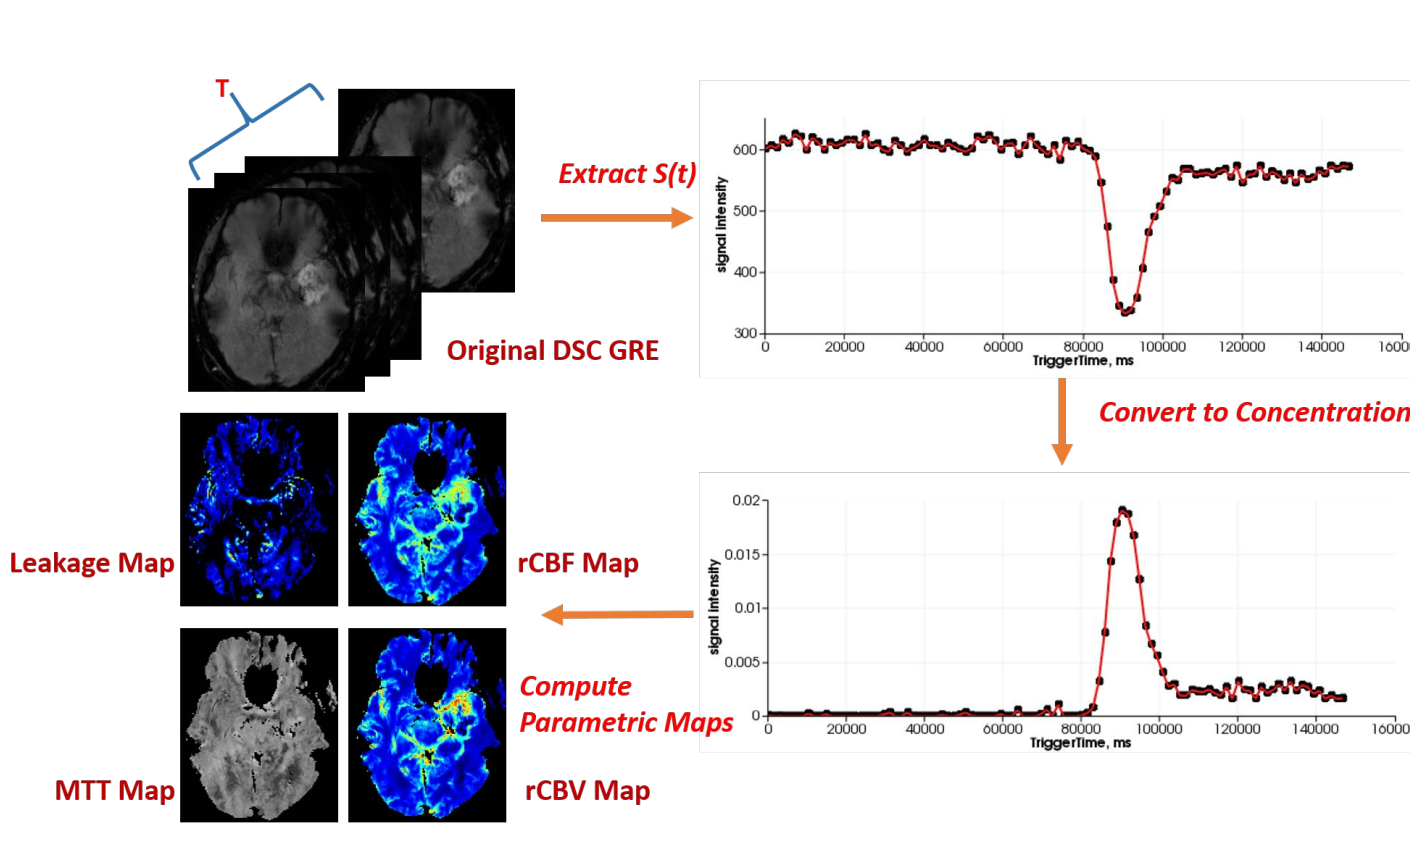 T
Extract S(t)
Original DSC GRE
signal intensity
600
500
400
300
0 20000 40000 60000 80000 100000 120000 140000 1600
TriggerTime, ms
Convert to Concentration
signal intensity
0.02
0.015
0.01
0.005
0
0 20000 40000 60000 80000 100000 120000 140000 16000
TriggerTime, ms
Leakage Map
rCBF Map
Compute
Parametric Maps
MTT Map
rCBV Map